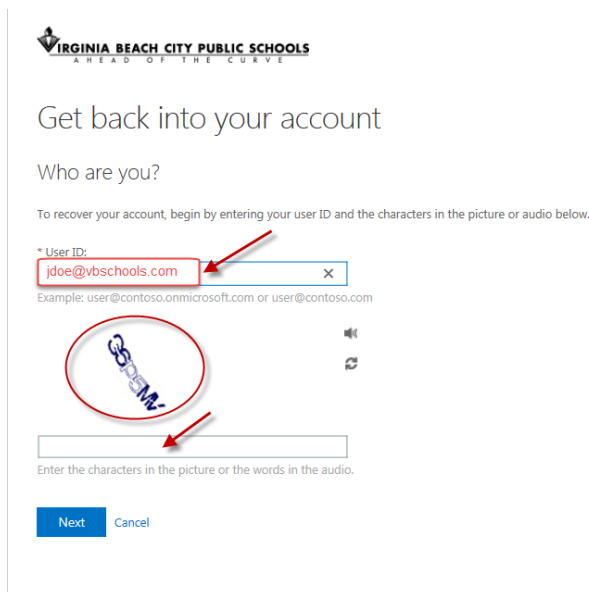 VIRGINIA BEACH CITY PUBLIC SCHOOLS
AHEAD OF THE CURVE
Get back into your account
Who are you?
To recover your account, begin by entering your user ID and the characters in the picture or audio below.
* User ID:
jdoe@vbschools.com
Example: user@contoso.onmicrosoft.com or user@contoso.com
Enter the characters in the picture or the words in the audio.
Next Cancel